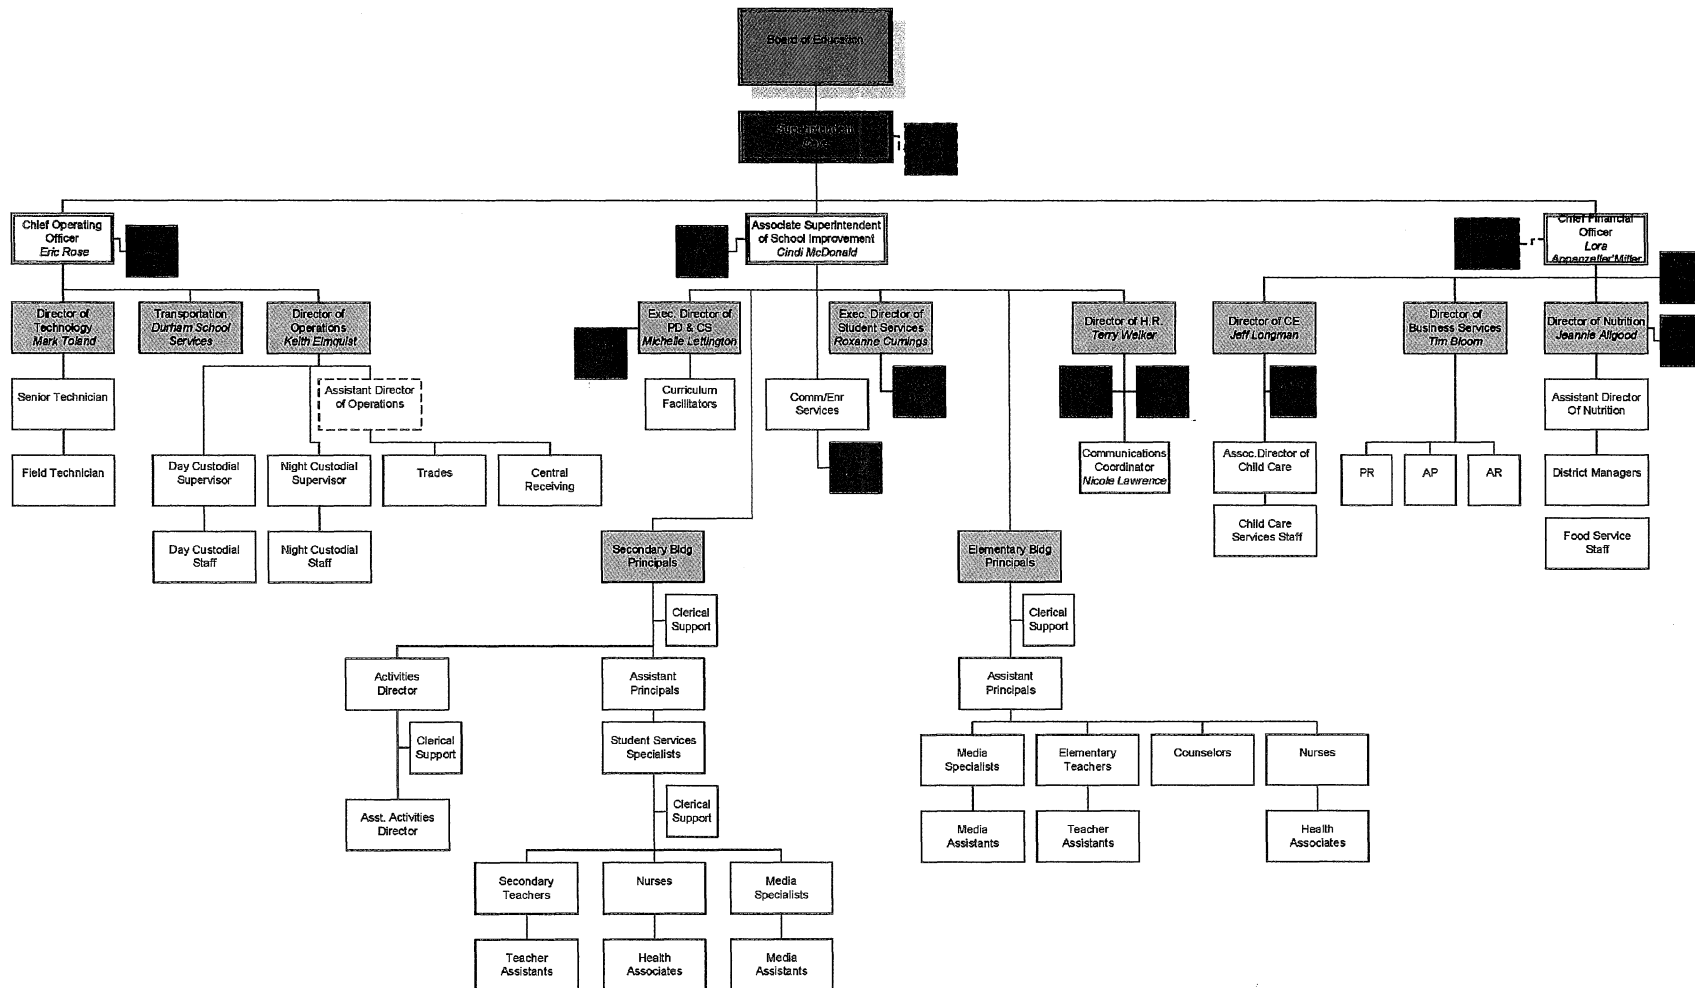 Board of Education
Superintendent
Chief Operating
Officer
Eric Rose
Associate Superintendent
of School Improvement
Cindi McDonald
Chief Financial
Officer
Lora
Appenzeller-Miller
Director of
Technology
Mark Toland
Transportation
Durham School
Services
Director of
Operations
Keith Elmquist
Exec. Director of
PD & CS
Michelle Lettington
Exec. Director of
Student Services
Roxanne Cumings
Director of H.R.
Terry Welker
Director of CE
Jeff Longman
Director of
Business Services
Tim Bloom
Director of Nutrition
Jeannie Allgood
Senior Technician
Assistant Director
of Operations
Curriculum
Facilitators
Comm/Enr
Services
Assistant Director
Of Nutrition
Field Technician
Day Custodial
Supervisor
Night Custodial
Supervisor
Trades
Central
Receiving
Communications
Coordinator
Nicole Lawrence
Assoc.Director of
Child Care
PR
AP
AR
District Managers
Day Custodial
Staff
Night Custodial
Staff
Secondary Bldg
Principals
Elementary Bldg
Principals
Child Care
Services Staff
Food Service
Staff
Clerical
Support
Clerical
Support
Activities
Director
Assistant
Principals
Assistant
Principals
Clerical
Support
Student Services
Specialists
Media
Specialists
Elementary
Teachers
Counselors
Nurses
Asst. Activities
Director
Clerical
Support
Media
Assistants
Teacher
Assistants
Health
Associates
Secondary
Teachers
Nurses
Media
Specialists
Teacher
Assistants
Health
Associates
Media
Assistants